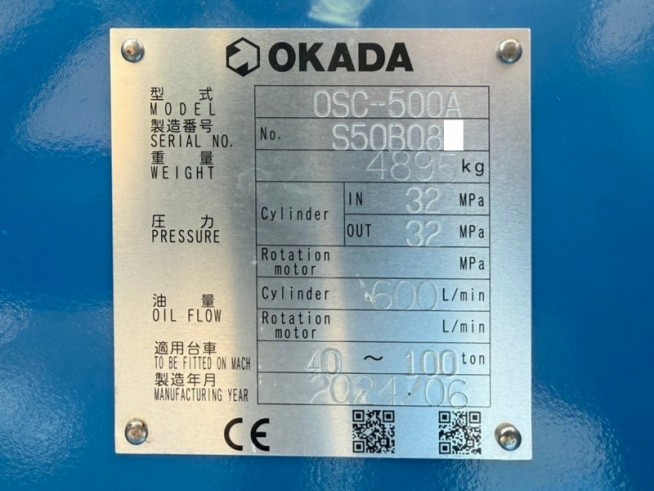 OKADA
型 式
MODEL OSC-500A
製造番号
SERIAL NO. No. S50B08
重 量
WEIGHT 4895 kg
圧 力
PRESSURE
Cylinder IN 32 MPa
OUT 32 MPa
Rotation motor MPa
油 量
OIL FLOW
Cylinder 600 L/min
Rotation motor L/min
適用台車
TO BE FITTED ON MACH 40 ~ 100 ton
製造年月
MANUFACTURING YEAR 2024/06
CE